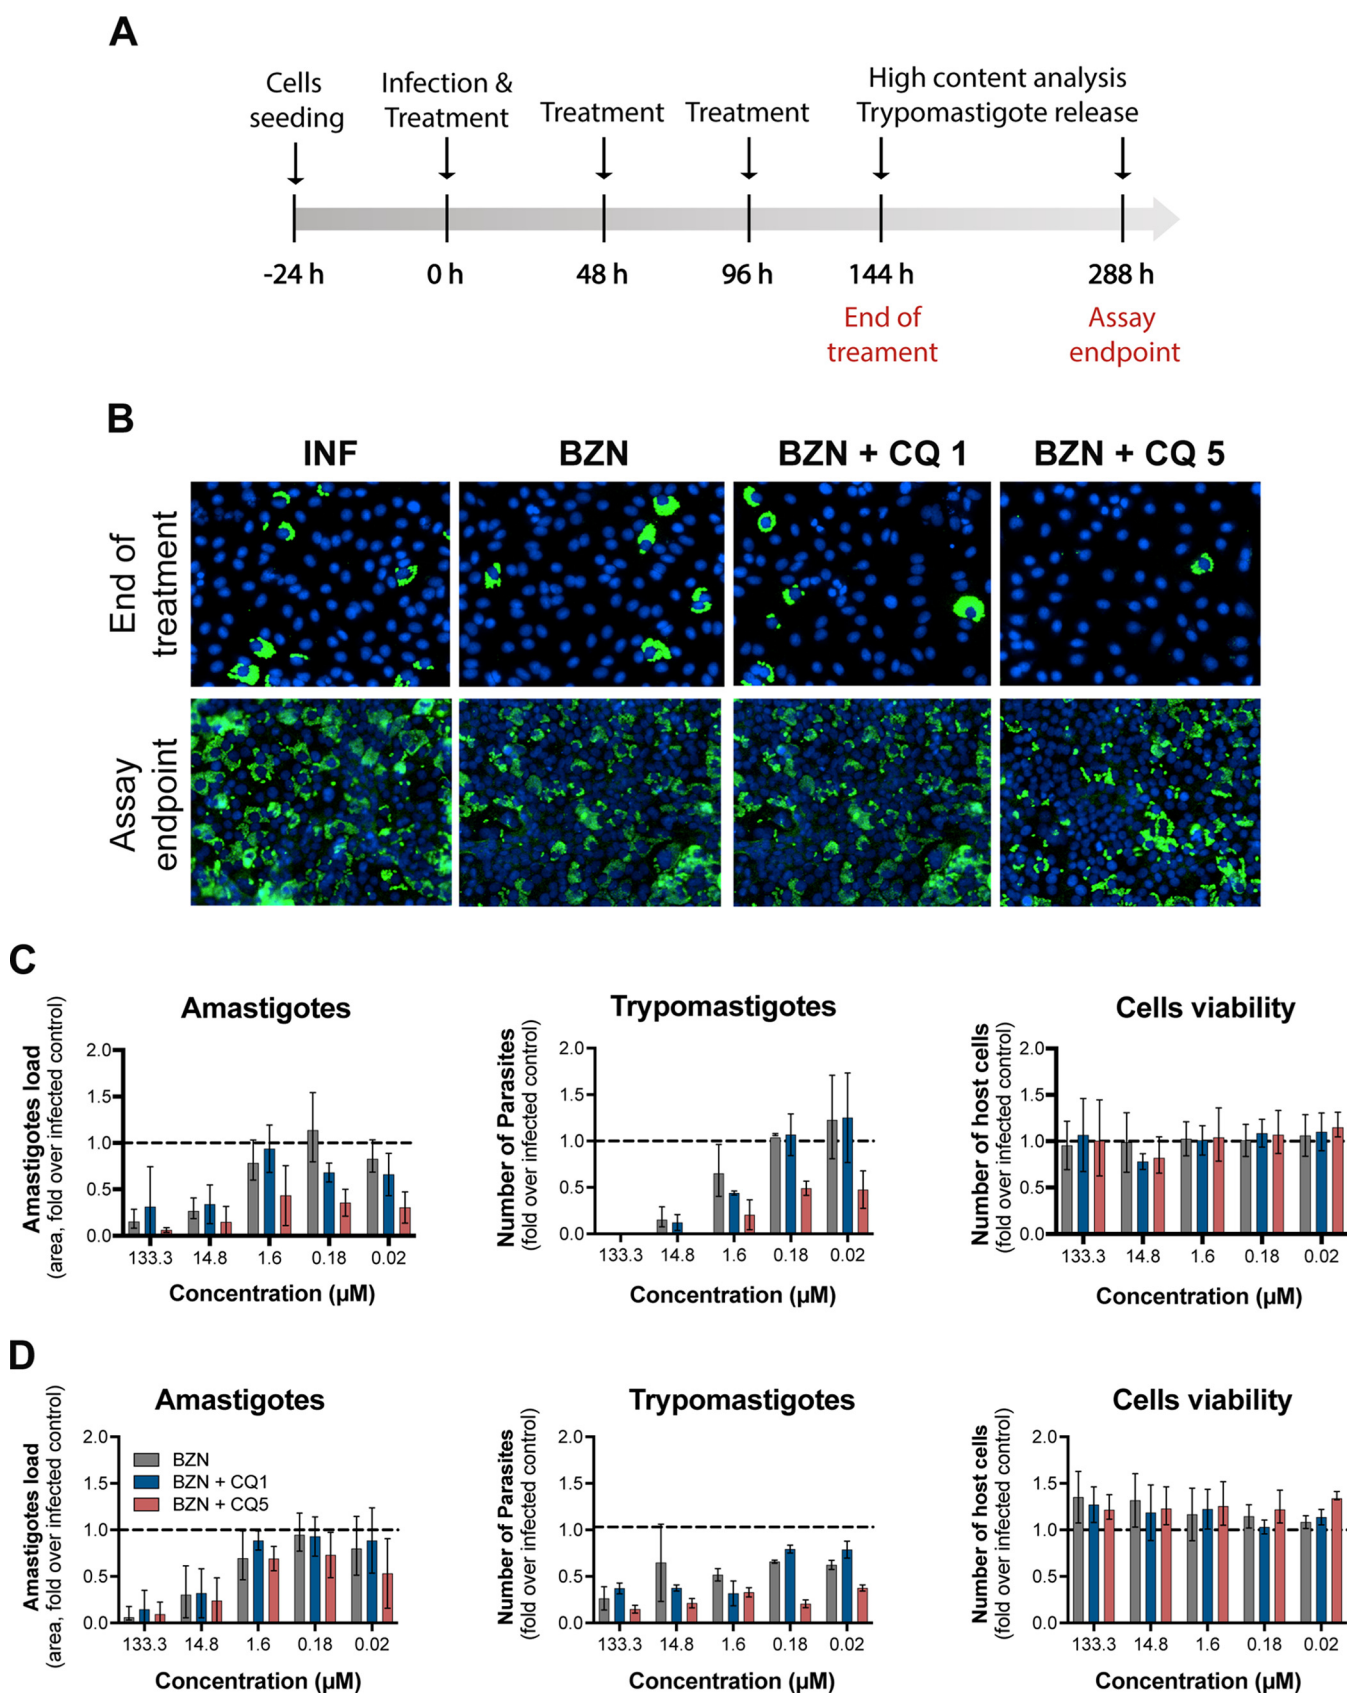 A
Cells
seeding
Infection &
Treatment
Treatment
Treatment
High content analysis
Trypomastigote release
-24 h
0 h
48 h
96 h
144 h
288 h
End of
treament
Assay
endpoint
B
INF
BZN
BZN + CQ 1
BZN + CQ 5
End of
treatment
Assay
endpoint
C
Amastigotes
Amastigotes load
(area, fold over infected control)
2.0
1.5
1.0
0.5
0.0
133.3 14.8 1.6 0.18 0.02
Concentration (µM)
Trypomastigotes
Number of Parasites
(fold over infected control)
2.0
1.5
1.0
0.5
0.0
133.3 14.8 1.6 0.18 0.02
Concentration (µM)
Cells viability
Number of host cells
(fold over infected control)
2.0
1.5
1.0
0.5
0.0
133.3 14.8 1.6 0.18 0.02
Concentration (µM)
D
Amastigotes
Amastigotes load
(area, fold over infected control)
2.0
1.5
1.0
0.5
0.0
BZN
BZN + CQ1
BZN + CQ5
133.3 14.8 1.6 0.18 0.02
Concentration (µM)
Trypomastigotes
Number of Parasites
(fold over infected control)
2.0
1.5
1.0
0.5
0.0
133.3 14.8 1.6 0.18 0.02
Concentration (µM)
Cells viability
Number of host cells
(fold over infected control)
2.0
1.5
1.0
0.5
0.0
133.3 14.8 1.6 0.18 0.02
Concentration (µM)